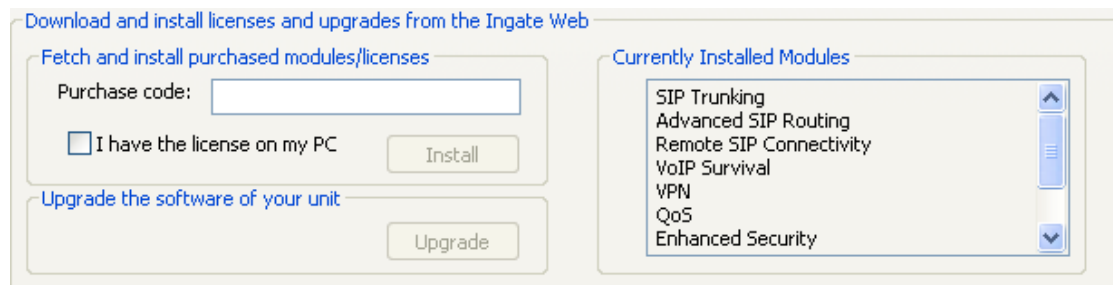 Download and install licenses and upgrades from the Ingate Web
Fetch and install purchased modules/licenses
Purchase code:
I have the license on my PC
Install
Upgrade the software of your unit
Upgrade
Currently Installed Modules
SIP Trunking
Advanced SIP Routing
Remote SIP Connectivity
VoIP Survival
VPN
QoS
Enhanced Security